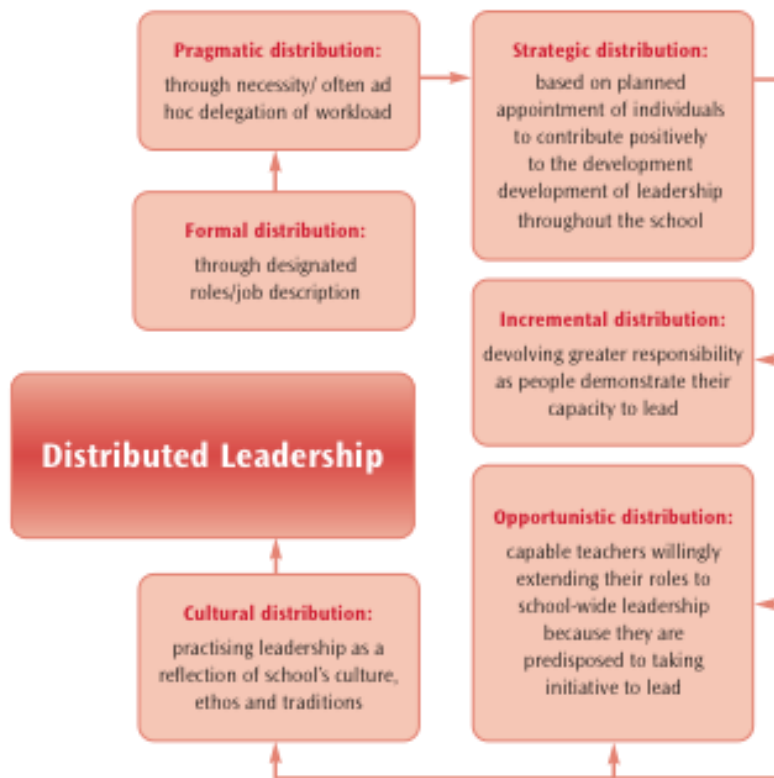 Pragmatic distribution:
through necessity/ often ad
hoc delegation of workload
Strategic distribution:
based on planned
appointment of individuals
to contribute positively
to the development
development of leadership
throughout the school
Formal distribution:
through designated
roles/job description
Incremental distribution:
devolving greater responsibility
as people demonstrate their
capacity to lead
Distributed Leadership
Opportunistic distribution:
capable teachers willingly
extending their roles to
school-wide leadership
because they are
predisposed to taking
initiative to lead
Cultural distribution:
practising leadership as a
reflection of school's culture,
ethos and traditions